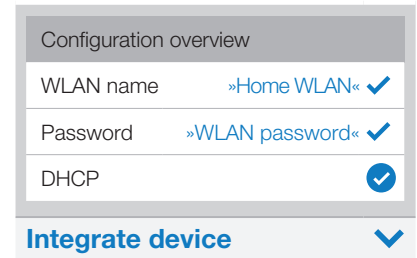 Configuration overview
WLAN name »Home WLAN«
Password »WLAN password«
DHCP
Integrate device